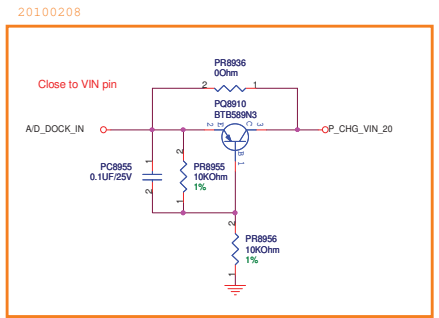 20100208
PR8936
0Ohm
Close to VIN pin
2
1
PQ8910
BTB589N3
A/D_DOCK_IN
2
E
C
3
P_CHG_VIN_20
B
1
1
2
PC8955
0.1UF/25V
2
PR8955
10KOhm
1%
1
2
PR8956
10KOhm
1%
1